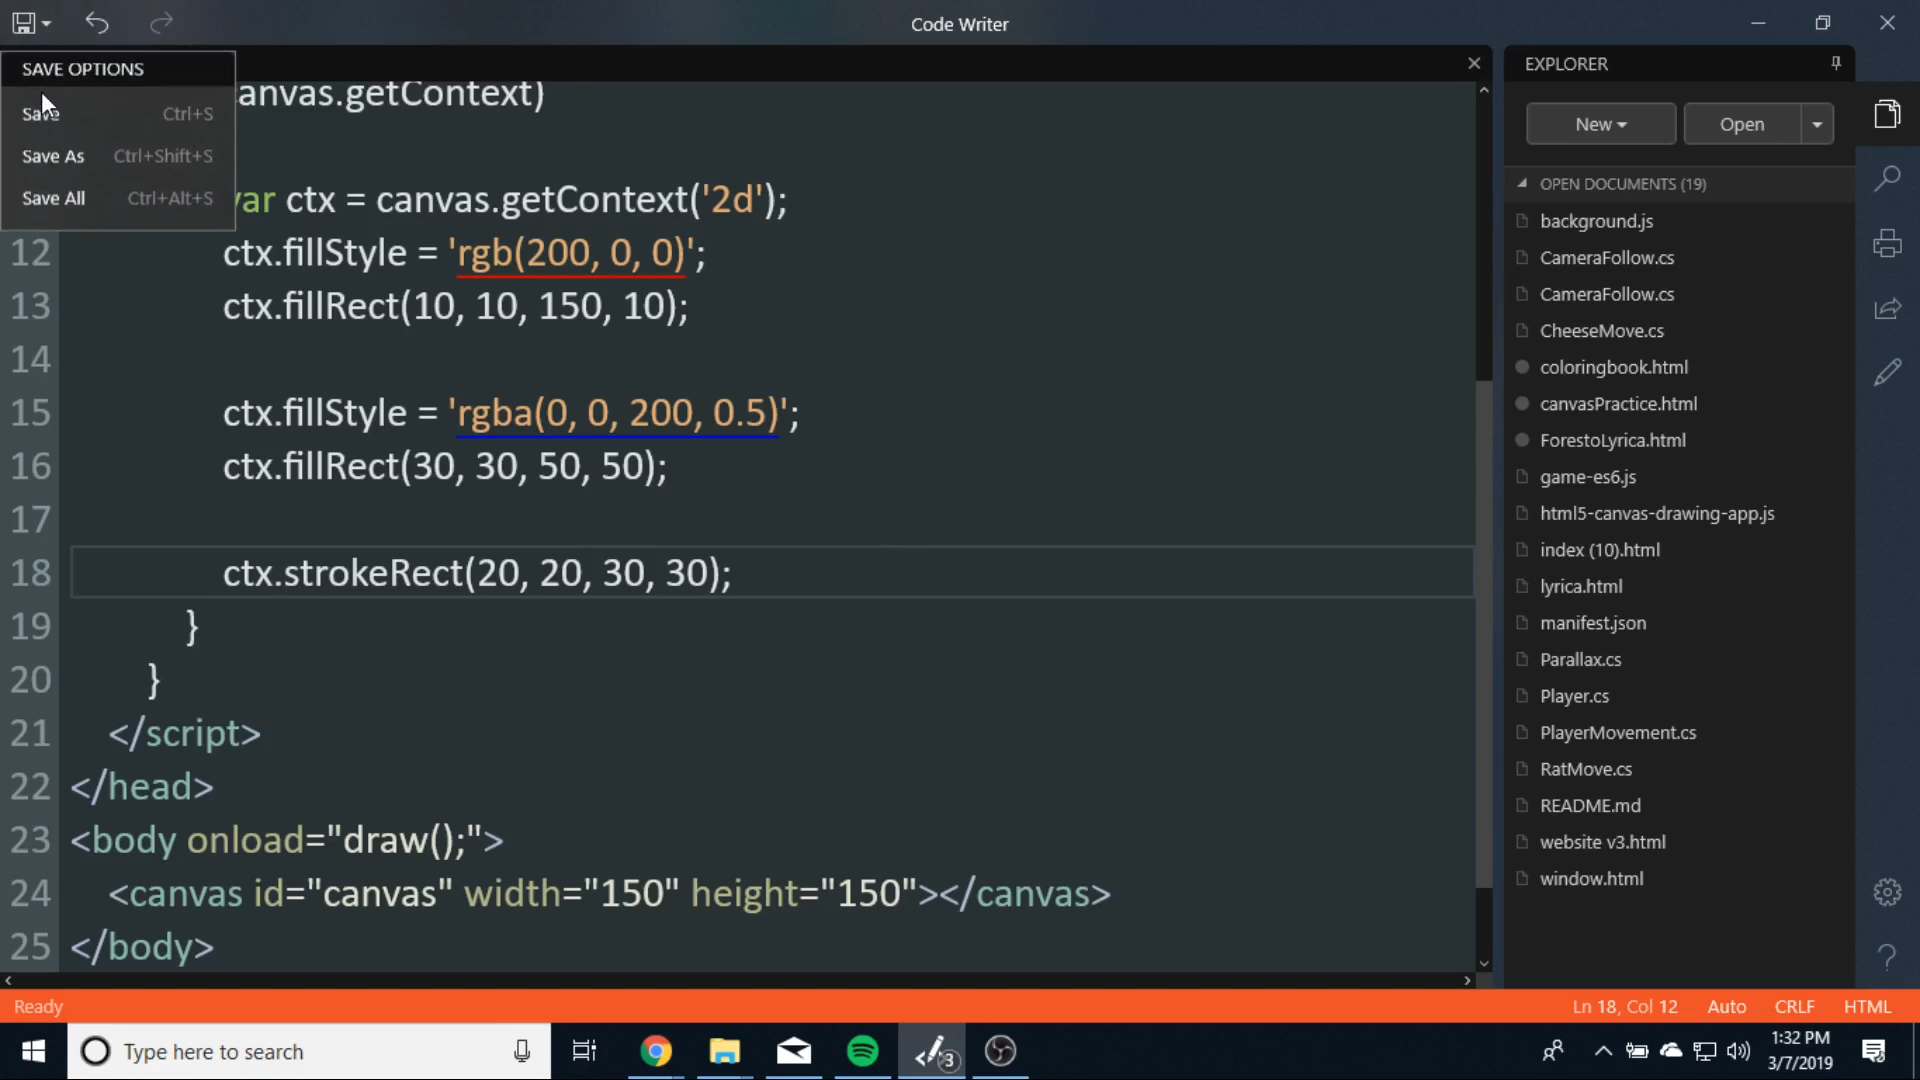 Code Writer
SAVE OPTIONS
Save Ctrl+S
Save As Ctrl+Shift+S
Save All Ctrl+Alt+S
anvas.getContext)
var ctx = canvas.getContext('2d');
12 ctx.fillStyle = 'rgb(200, 0, 0)';
13 ctx.fillRect(10, 10, 150, 10);
14
15 ctx.fillStyle = 'rgba(0, 0, 200, 0.5)';
16 ctx.fillRect(30, 30, 50, 50);
17
18 ctx.strokeRect(20, 20, 30, 30);
19 }
20 }
21 </script>
22 </head>
23 <body onload="draw();">
24 <canvas id="canvas" width="150" height="150"></canvas>
25 </body>
EXPLORER
New Open
OPEN DOCUMENTS (19)
background.js
CameraFollow.cs
CameraFollow.cs
CheeseMove.cs
coloringbook.html
canvasPractice.html
ForestoLyrica.html
game-es6.js
html5-canvas-drawing-app.js
index (10).html
lyrica.html
manifest.json
Parallax.cs
Player.cs
PlayerMovement.cs
RatMove.cs
README.md
website v3.html
window.html
Ready Ln 18, Col 12 Auto CRLF HTML
Type here to search
3
1:32 PM
3/7/2019